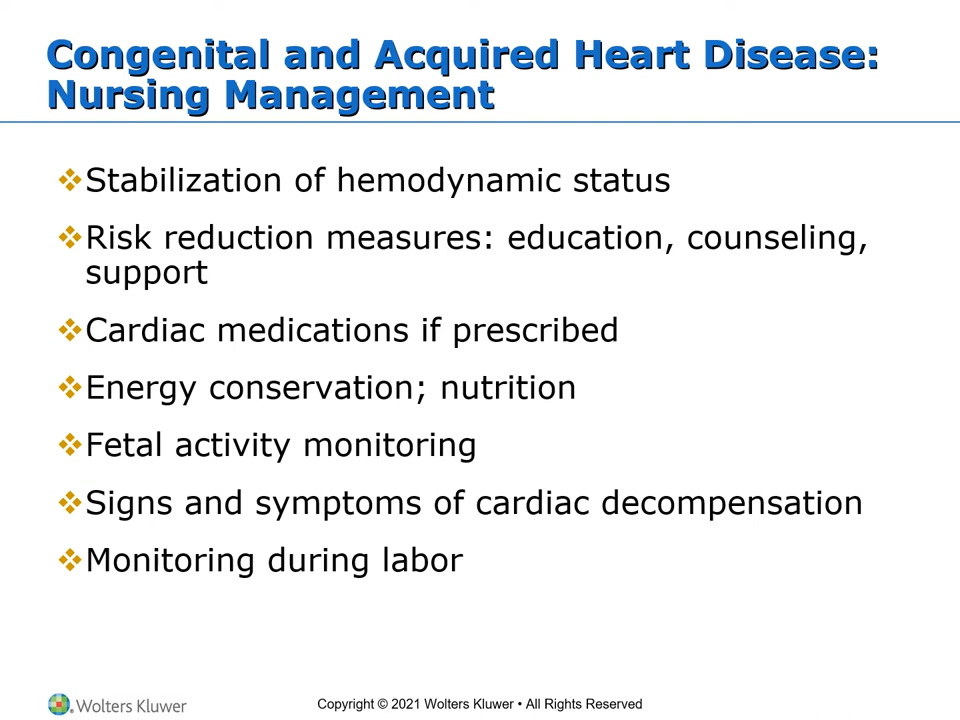 Congenital and Acquired Heart Disease:
Nursing Management
Stabilization of hemodynamic status
Risk reduction measures: education, counseling,
support
Cardiac medications if prescribed
Energy conservation; nutrition
Fetal activity monitoring
Signs and symptoms of cardiac decompensation
Monitoring during labor
Wolters Kluwer
Copyright © 2021 Wolters Kluwer • All Rights Reserved